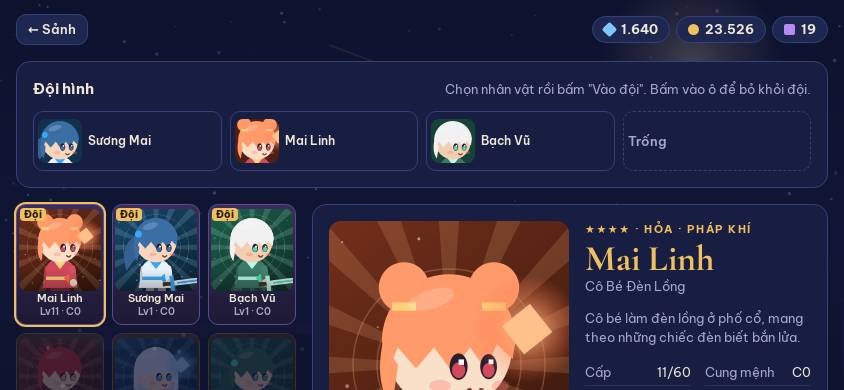 ← Sảnh
1.640
23.526
19
Đội hình
Chọn nhân vật rồi bấm "Vào đội". Bấm vào ô để bỏ khỏi đội.
Sương Mai
Mai Linh
Bạch Vũ
Trống
Đội
Mai Linh
Lv11 · C0
Đội
Sương Mai
Lv1 · C0
Đội
Bạch Vũ
Lv1 · C0
★★★★ · HỎA · PHÁP KHÍ
Mai Linh
Cô Bé Đèn Lồng
Cô bé làm đèn lồng ở phố cổ, mang
theo những chiếc đèn biết bắn lửa.
Cấp 11/60 Cung mệnh C0